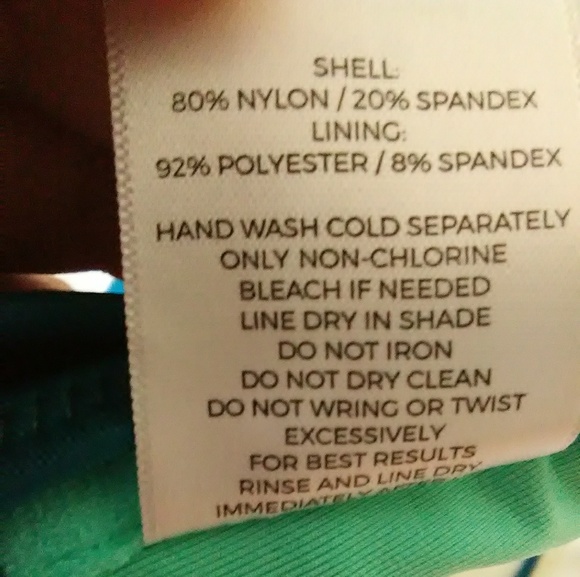 SHELL:
80% NYLON / 20% SPANDEX
LINING:
92% POLYESTER / 8% SPANDEX
HAND WASH COLD SEPARATELY
ONLY NON-CHLORINE
BLEACH IF NEEDED
LINE DRY IN SHADE
DO NOT IRON
DO NOT DRY CLEAN
DO NOT WRING OR TWIST
EXCESSIVELY
FOR BEST RESULTS
RINSE AND LINE DRY
IMMEDIATELY